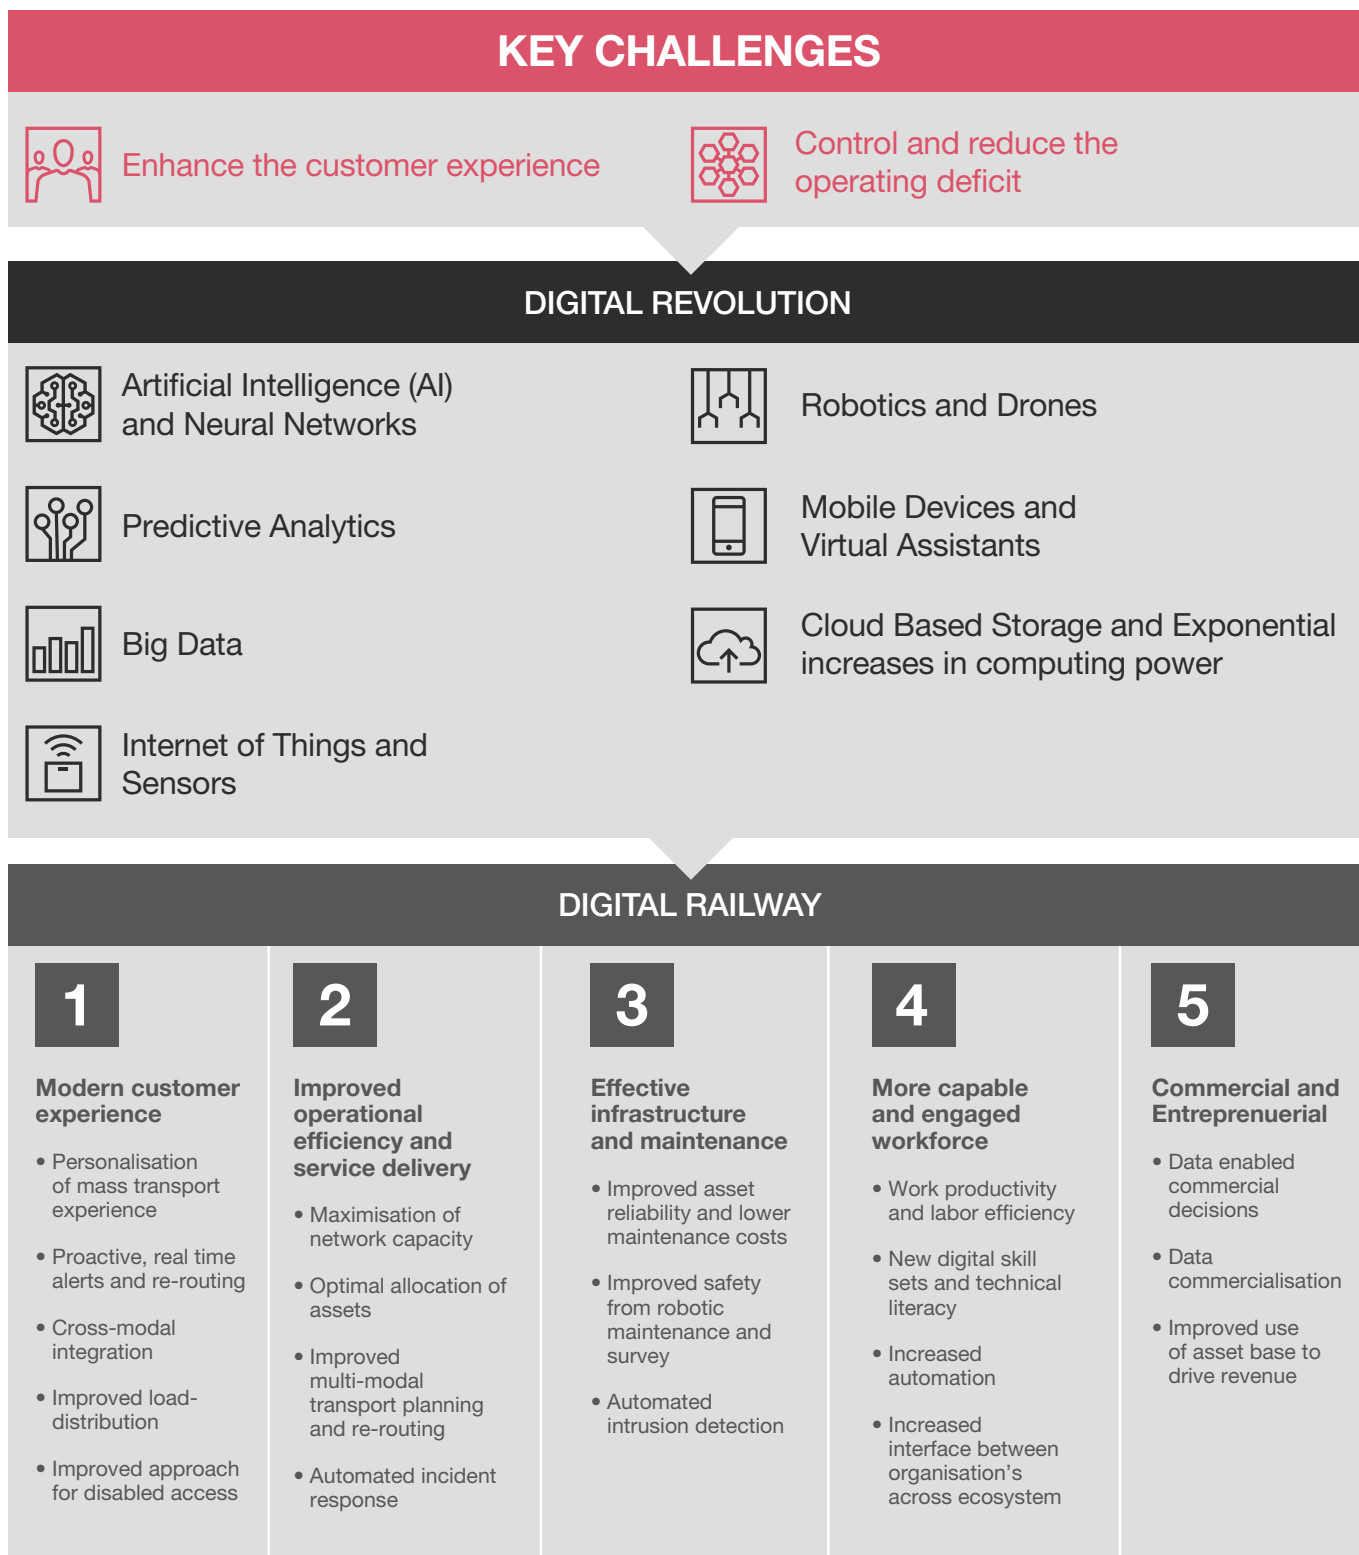 KEY CHALLENGES
Enhance the customer experience
Control and reduce the
operating deficit
DIGITAL REVOLUTION
Artificial Intelligence (AI)
and Neural Networks
Predictive Analytics
Big Data
Internet of Things and
Sensors
Robotics and Drones
Mobile Devices and
Virtual Assistants
Cloud Based Storage and Exponential
increases in computing power
DIGITAL RAILWAY
1
Modern customer
experience
• Personalisation
of mass transport
experience
• Proactive, real time
alerts and re-routing
• Cross-modal
integration
• Improved load-
distribution
• Improved approach
for disabled access
2
Improved
operational
efficiency and
service delivery
• Maximisation of
network capacity
• Optimal allocation of
assets
• Improved
multi-modal
transport planning
and re-routing
• Automated incident
response
3
Effective
infrastructure
and maintenance
• Improved asset
reliability and lower
maintenance costs
• Improved safety
from robotic
maintenance and
survey
• Automated
intrusion detection
4
More capable
and engaged
workforce
• Work productivity
and labor efficiency
• New digital skill
sets and technical
literacy
• Increased
automation
• Increased
interface between
organisation’s
across ecosystem
5
Commercial and
Entreprenuerial
• Data enabled
commercial
decisions
• Data
commercialisation
• Improved use
of asset base to
drive revenue